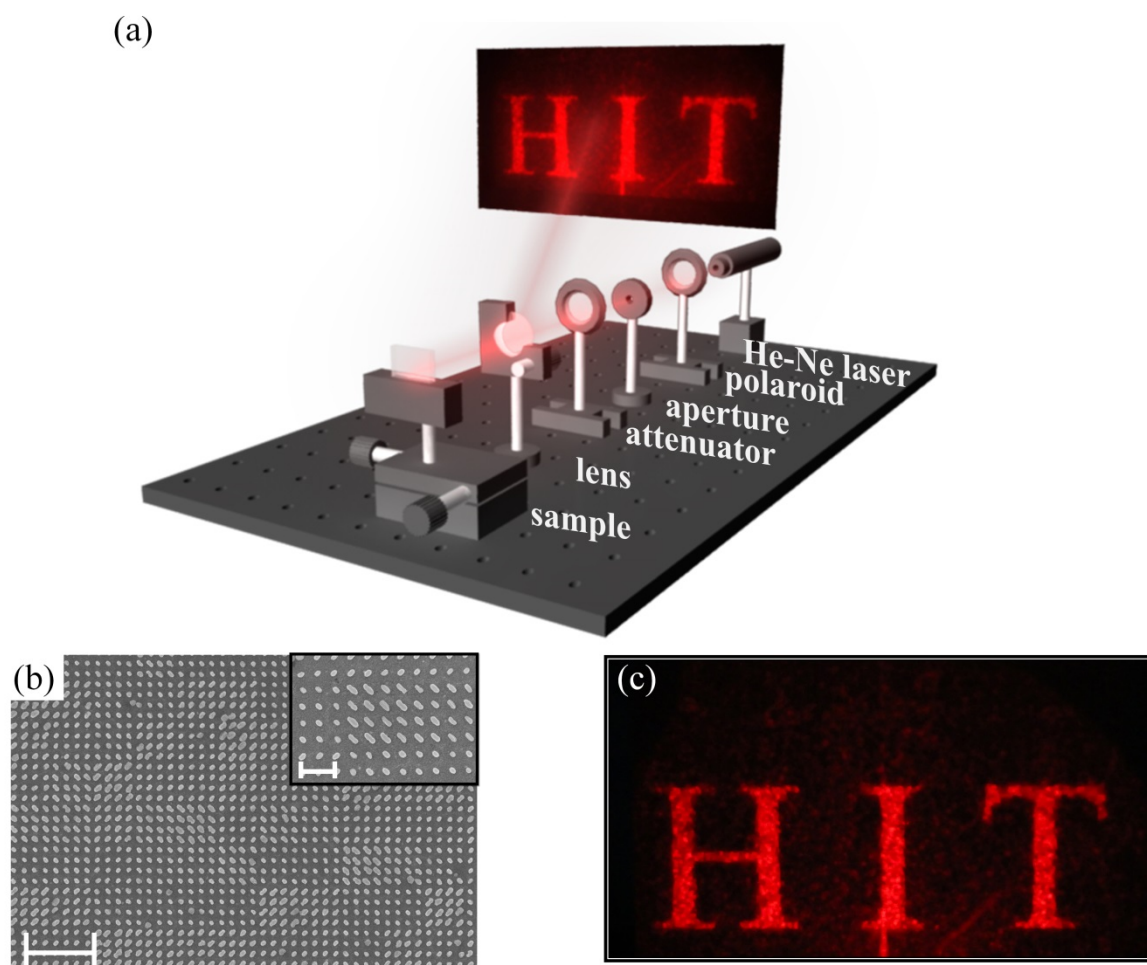 (a)
HIT
He-Ne laser
polaroid
aperture
attenuator
lens
sample
(b)
(c)
HIT